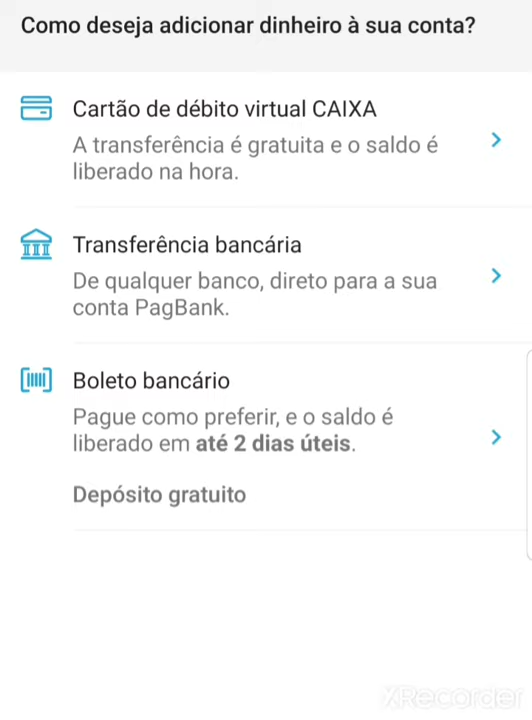 Como deseja adicionar dinheiro à sua conta?
Cartão de débito virtual CAIXA
A transferência é gratuita e o saldo é
liberado na hora.
Transferência bancária
De qualquer banco, direto para a sua
conta PagBank.
Boleto bancário
Pague como preferir, e o saldo é
liberado em até 2 dias úteis.
Depósito gratuito
XRecorder